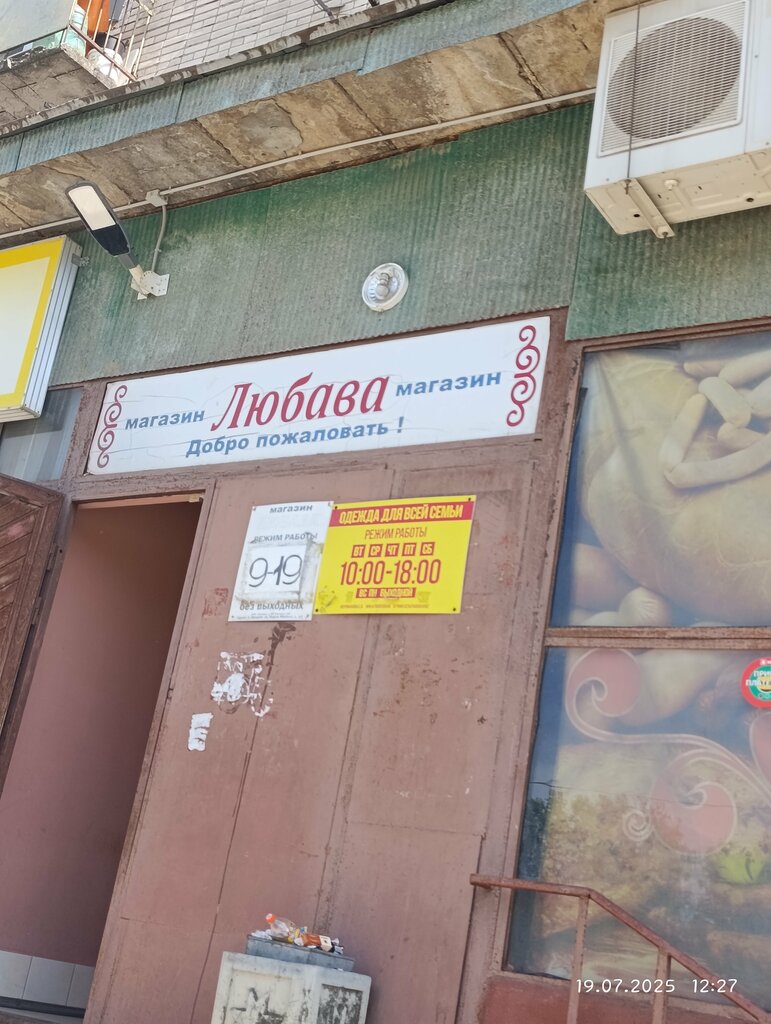 магазин Любава магазин
Добро пожаловать !
магазин
РЕЖИМ РАБОТЫ
9-19
без выходных
ОДЕЖДА ДЛЯ ВСЕЙ СЕМЬИ
РЕЖИМ РАБОТЫ
ВТ СР ЧТ ПТ СБ
10:00-18:00
ВС ПН ВЫХОДНОЙ
19.07.2025 12:27